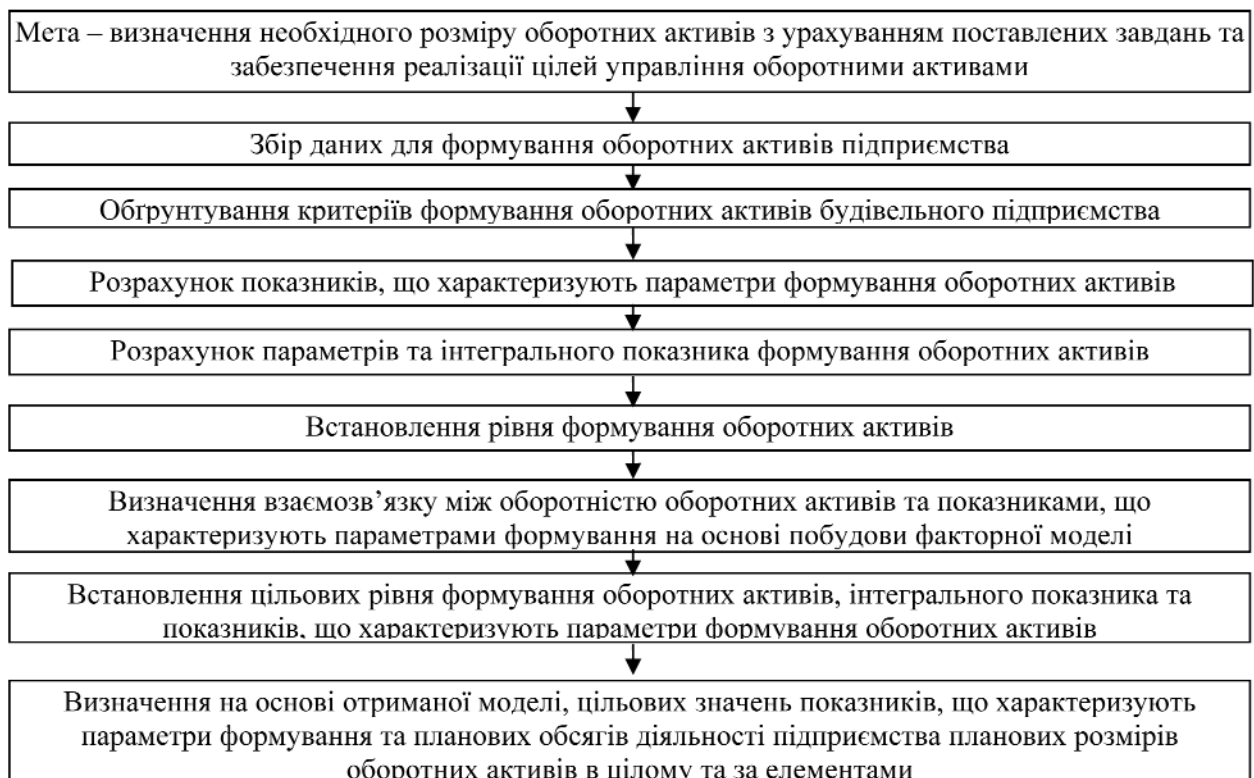 Мета – визначення необхідного розміру оборотних активів з урахуванням поставлених завдань та
забезпечення реалізації цілей управління оборотними активами
Збір даних для формування оборотних активів підприємства
Обґрунтування критеріїв формування оборотних активів будівельного підприємства
Розрахунок показників, що характеризують параметри формування оборотних активів
Розрахунок параметрів та інтегрального показника формування оборотних активів
Встановлення рівня формування оборотних активів
Визначення взаємозв’язку між оборотністю оборотних активів та показниками, що
характеризують параметрами формування на основі побудови факторної моделі
Встановлення цільових рівня формування оборотних активів, інтегрального показника та
показників, що характеризують параметри формування оборотних активів
Визначення на основі отриманої моделі, цільових значень показників, що характеризують
параметри формування та планових обсягів діяльності підприємства планових розмірів
оборотних активів в цілому та за елементами